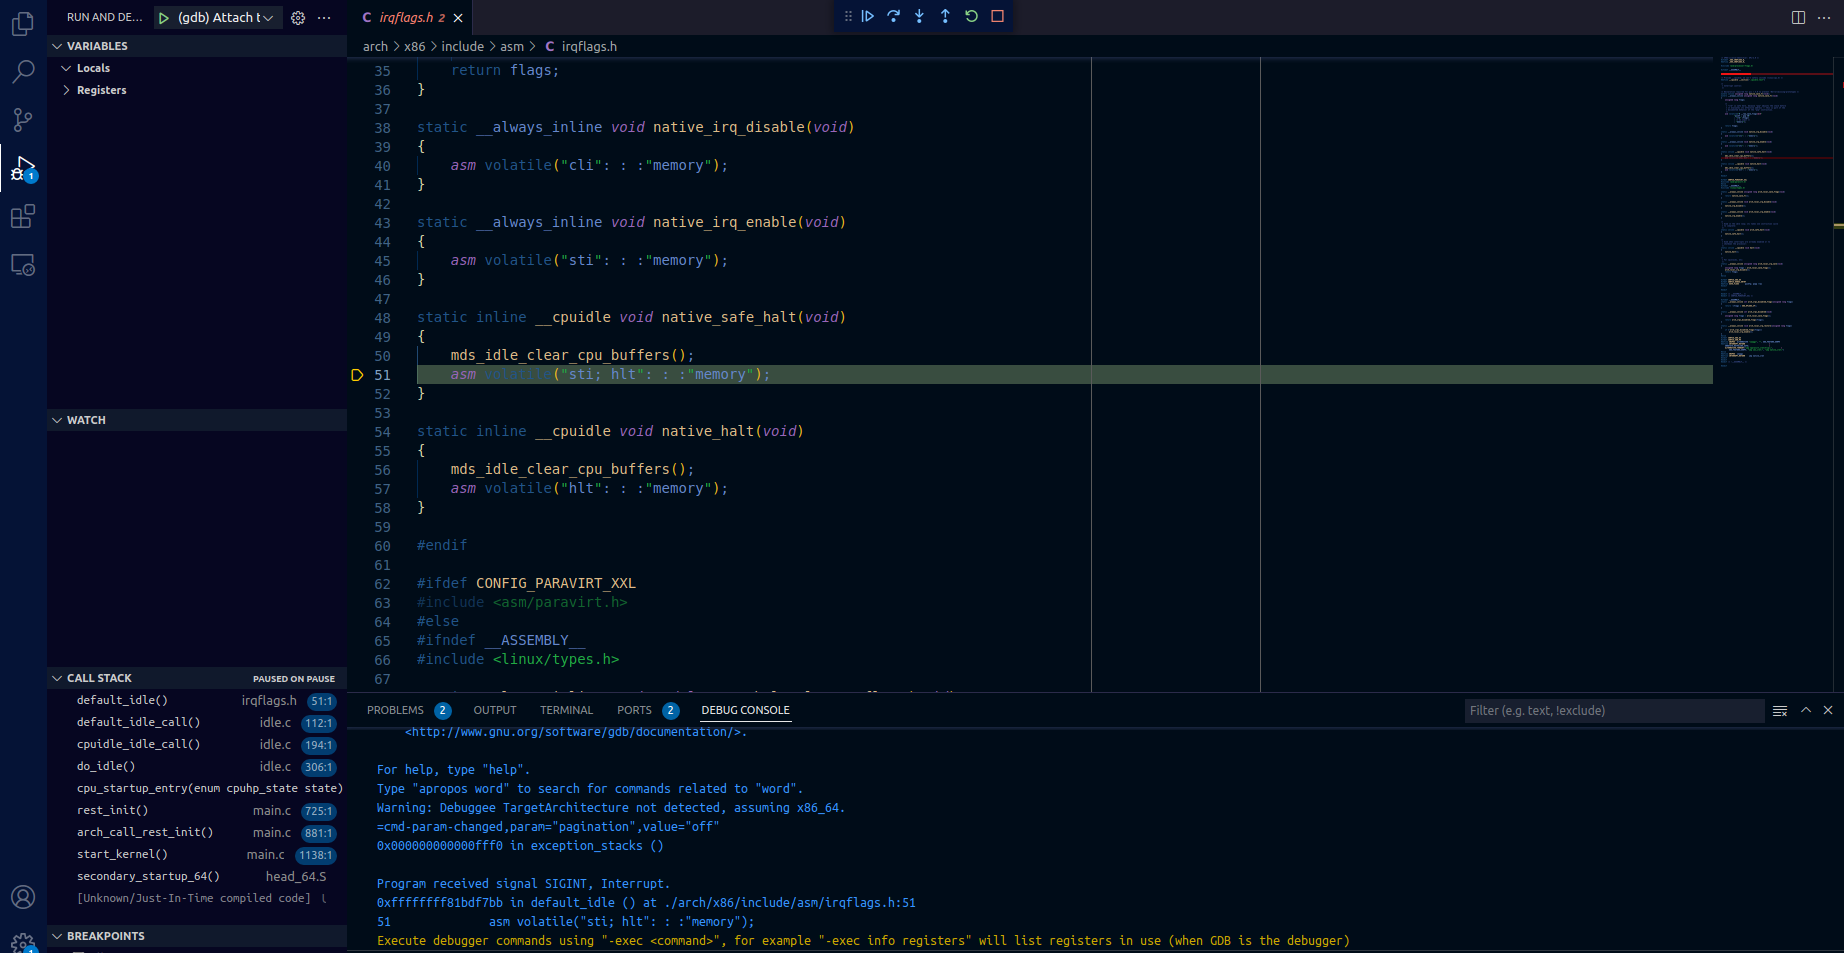 RUN AND DE... (gdb) Attach t
irqflags.h 2
VARIABLES
Locals
Registers
WATCH
CALL STACK PAUSED ON PAUSE
default_idle() irqflags.h 51:1
default_idle_call() idle.c 112:1
cpuidle_idle_call() idle.c 194:1
do_idle() idle.c 306:1
cpu_startup_entry(enum cpuhp_state state)
rest_init() main.c 725:1
arch_call_rest_init() main.c 881:1
start_kernel() main.c 1138:1
secondary_startup_64() head_64.S
[Unknown/Just-In-Time compiled code]
BREAKPOINTS
1
arch > x86 > include > asm > C irqflags.h
35 return flags;
36 }
37
38 static __always_inline void native_irq_disable(void)
39 {
40 asm volatile("cli": : :"memory");
41 }
42
43 static __always_inline void native_irq_enable(void)
44 {
45 asm volatile("sti": : :"memory");
46 }
47
48 static inline __cpuidle void native_safe_halt(void)
49 {
50 mds_idle_clear_cpu_buffers();
51 asm volatile("sti; hlt": : :"memory");
52 }
53
54 static inline __cpuidle void native_halt(void)
55 {
56 mds_idle_clear_cpu_buffers();
57 asm volatile("hlt": : :"memory");
58 }
59
60 #endif
61
62 #ifdef CONFIG_PARAVIRT_XXL
63 #include <asm/paravirt.h>
64 #else
65 #ifndef __ASSEMBLY__
66 #include <linux/types.h>
67
PROBLEMS 2 OUTPUT TERMINAL PORTS 2 DEBUG CONSOLE Filter (e.g. text, !exclude)
<http://www.gnu.org/software/gdb/documentation/>.
For help, type "help".
Type "apropos word" to search for commands related to "word".
Warning: Debuggee TargetArchitecture not detected, assuming x86_64.
=cmd-param-changed,param="pagination",value="off"
0x000000000000fff0 in exception_stacks ()
Program received signal SIGINT, Interrupt.
0xffffffff81bdf7bb in default_idle () at ./arch/x86/include/asm/irqflags.h:51
51 asm volatile("sti; hlt": : :"memory");
Execute debugger commands using "-exec <command>", for example "-exec info registers" will list registers in use (when GDB is the debugger)